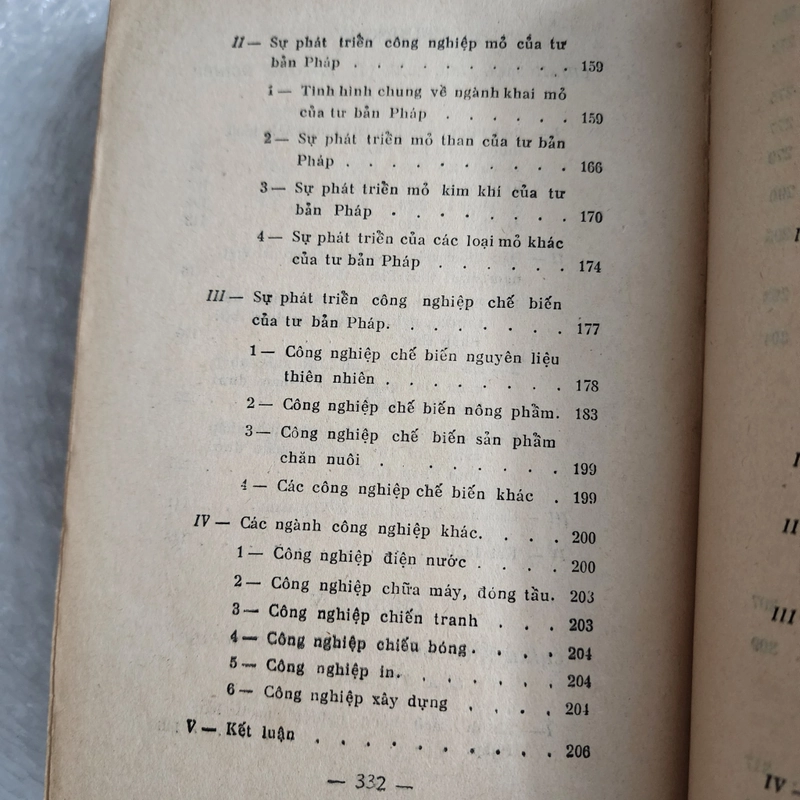 II — Sự phát triển công nghiệp mỏ của tư
bản Pháp . . . . . . . . . . 159
1 — Tình hình chung về ngành khai mỏ
của tư bản Pháp . . . . . . 159
2 — Sự phát triển mỏ than của tư bản
Pháp . . . . . . . . . . 166
3 — Sự phát triển mỏ kim khí của tư
bản Pháp . . . . . . . . 170
4 — Sự phát triển của các loại mỏ khác
của tư bản Pháp . . . . . . 174
III — Sự phát triển công nghiệp chế biến
của tư bản Pháp. . . . . . . . 177
1 — Công nghiệp chế biến nguyên liệu
thiên nhiên . . . . . . . . 178
2 — Công nghiệp chế biến nông phẩm. 183
3 — Công nghiệp chế biến sản phẩm
chăn nuôi . . . . . . . 199
4 — Các công nghiệp chế biến khác . 199
IV — Các ngành công nghiệp khác. . . . 200
1 — Công nghiệp điện nước . . . . 200
2 — Công nghiệp chữa máy, đóng tầu. 203
3 — Công nghiệp chiến tranh . . . 203
4 — Công nghiệp chiếu bóng . . . . 204
5 — Công nghiệp in. . . . . . . 204
6 — Công nghiệp xây dựng . . . . 204
V — Kết luận . . . . . . . . . 206
— 332 —
I
I
II
III
IV —